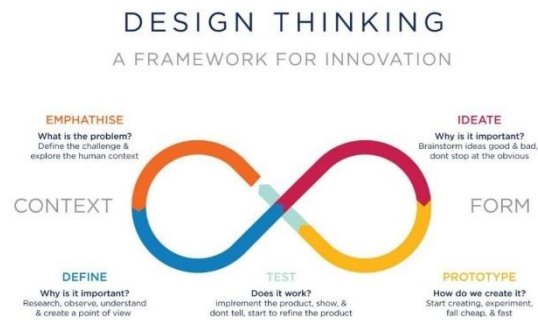 DESIGN THINKING
A FRAMEWORK FOR INNOVATION
EMPHATHISE
What is the problem?
Define the challenge &
explore the human context
IDEATE
Why is it important?
Brainstorm ideas good & bad,
dont stop at the obvious
CONTEXT
FORM
DEFINE
Why is it important?
Research, observe, understand
& create a point of view
TEST
Does it work?
implrement the product, show, &
dont tell, start to refine the product
PROTOTYPE
How do we create it?
Start creating, experiment,
fall cheap, & fast